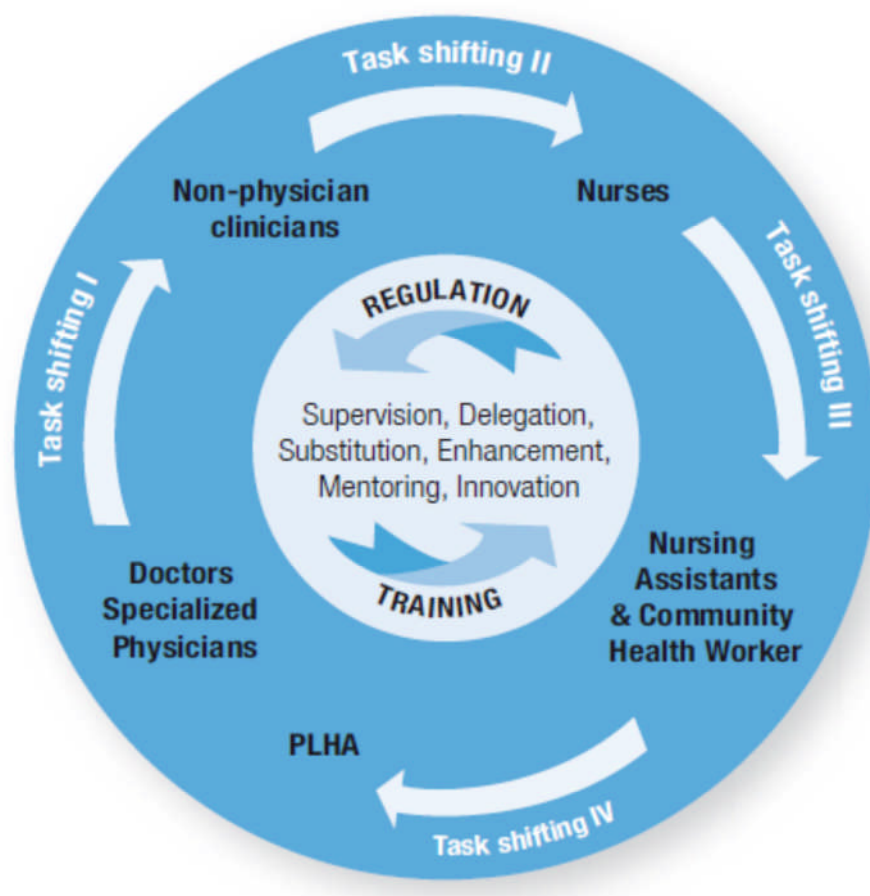 Task shifting II
Non-physician
clinicians
Nurses
Task shifting I
Task shifting III
REGULATION
Supervision, Delegation,
Substitution, Enhancement,
Mentoring, Innovation
TRAINING
Doctors
Specialized
Physicians
Nursing
Assistants
& Community
Health Worker
PLHA
Task shifting IV